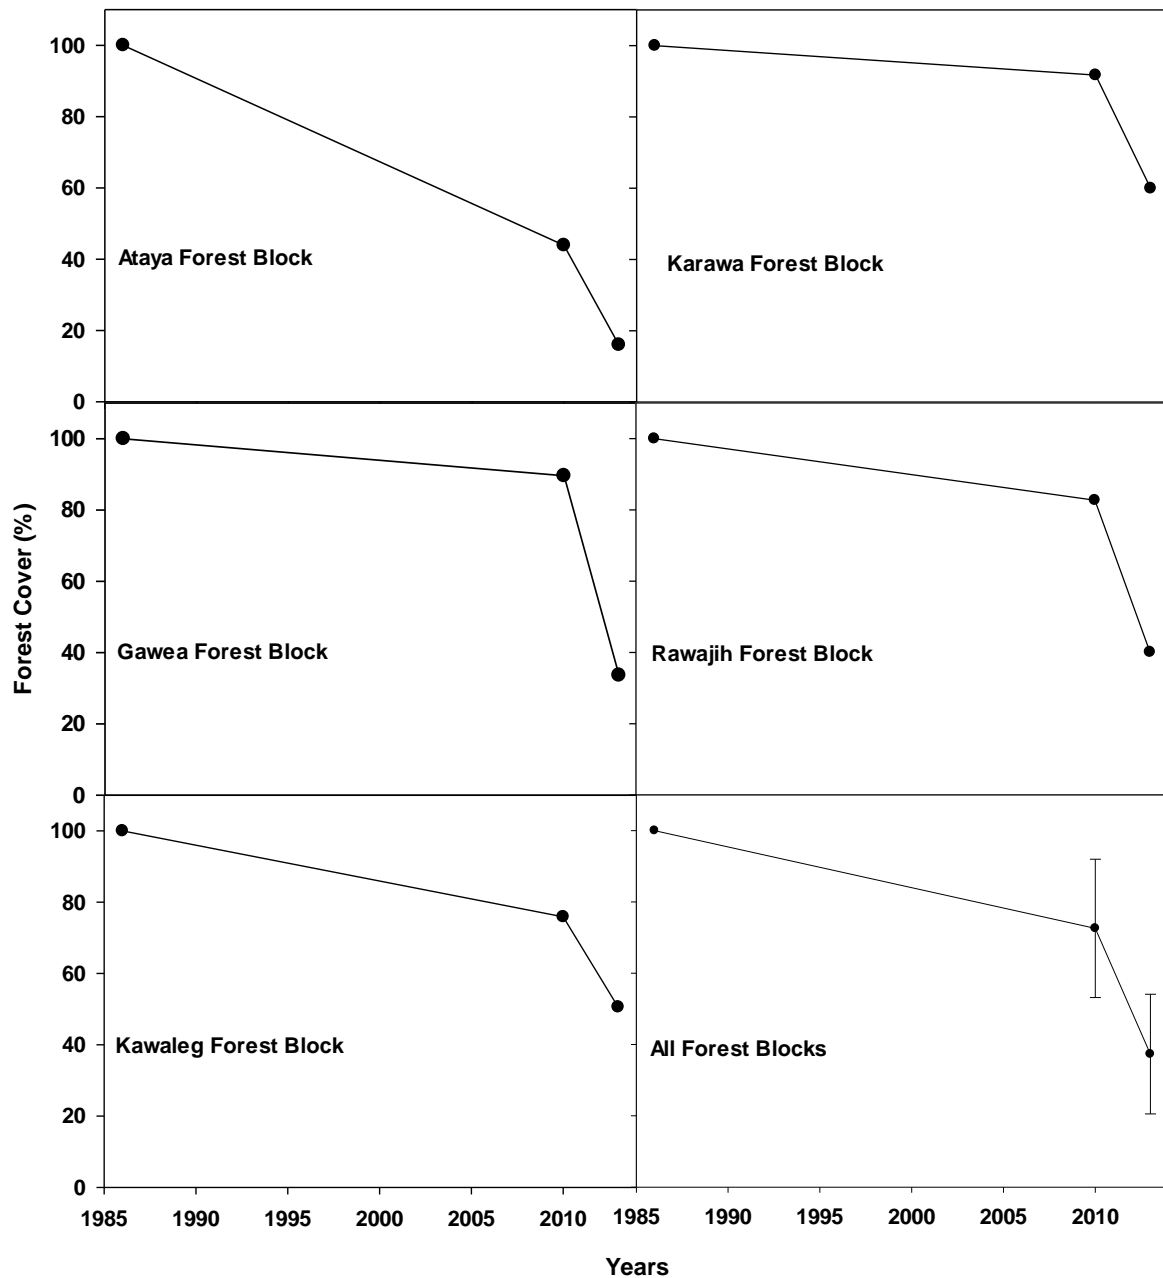 100
80
60
40
20
0
Ataya Forest Block
Karawa Forest Block
100
80
60
40
20
0
Gawea Forest Block
Rawajih Forest Block
Forest Cover (%)
100
80
60
40
20
0
Kawaleg Forest Block
All Forest Blocks
1985 1990 1995 2000 2005 2010 1985 1990 1995 2000 2005 2010
Years